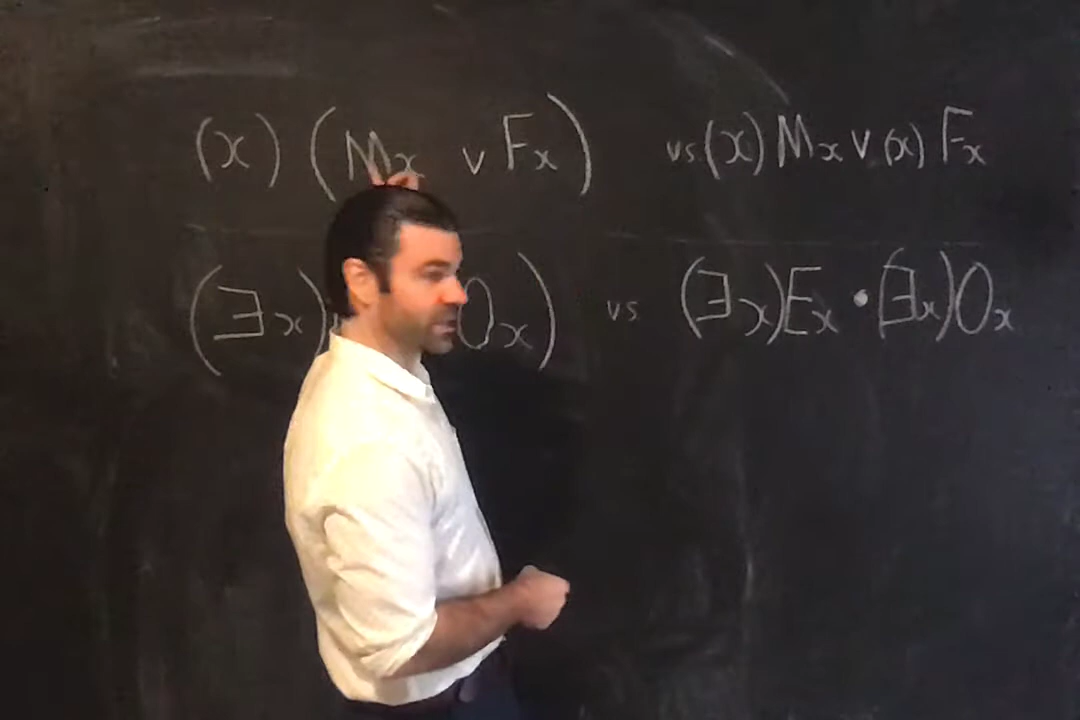 (x) (Mx v Fx) vs. (x) Mx v (x) Fx
(∃x) Ox) vs (∃x)Ex • (∃x)Ox